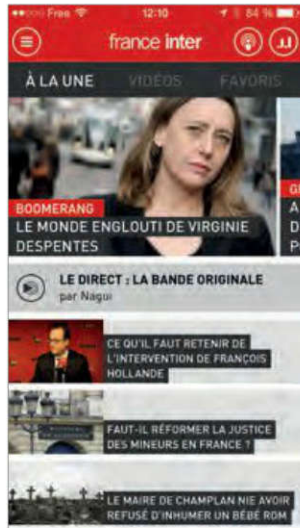 Free 12:10 84 %
france inter
À LA UNE VIDÉOS FAVORIS
BOOMERANG
LE MONDE ENGLOUTI DE VIRGINIE
DESPENTES
LE DIRECT : LA BANDE ORIGINALE
par Nagui
CE QU'IL FAUT RETENIR DE
L'INTERVENTION DE FRANÇOIS
HOLLANDE
FAUT-IL RÉFORMER LA JUSTICE
DES MINEURS EN FRANCE ?
LE MAIRE DE CHAMPLAN NIE AVOIR
REFUSÉ D'INHUMER UN BÉBÉ ROM